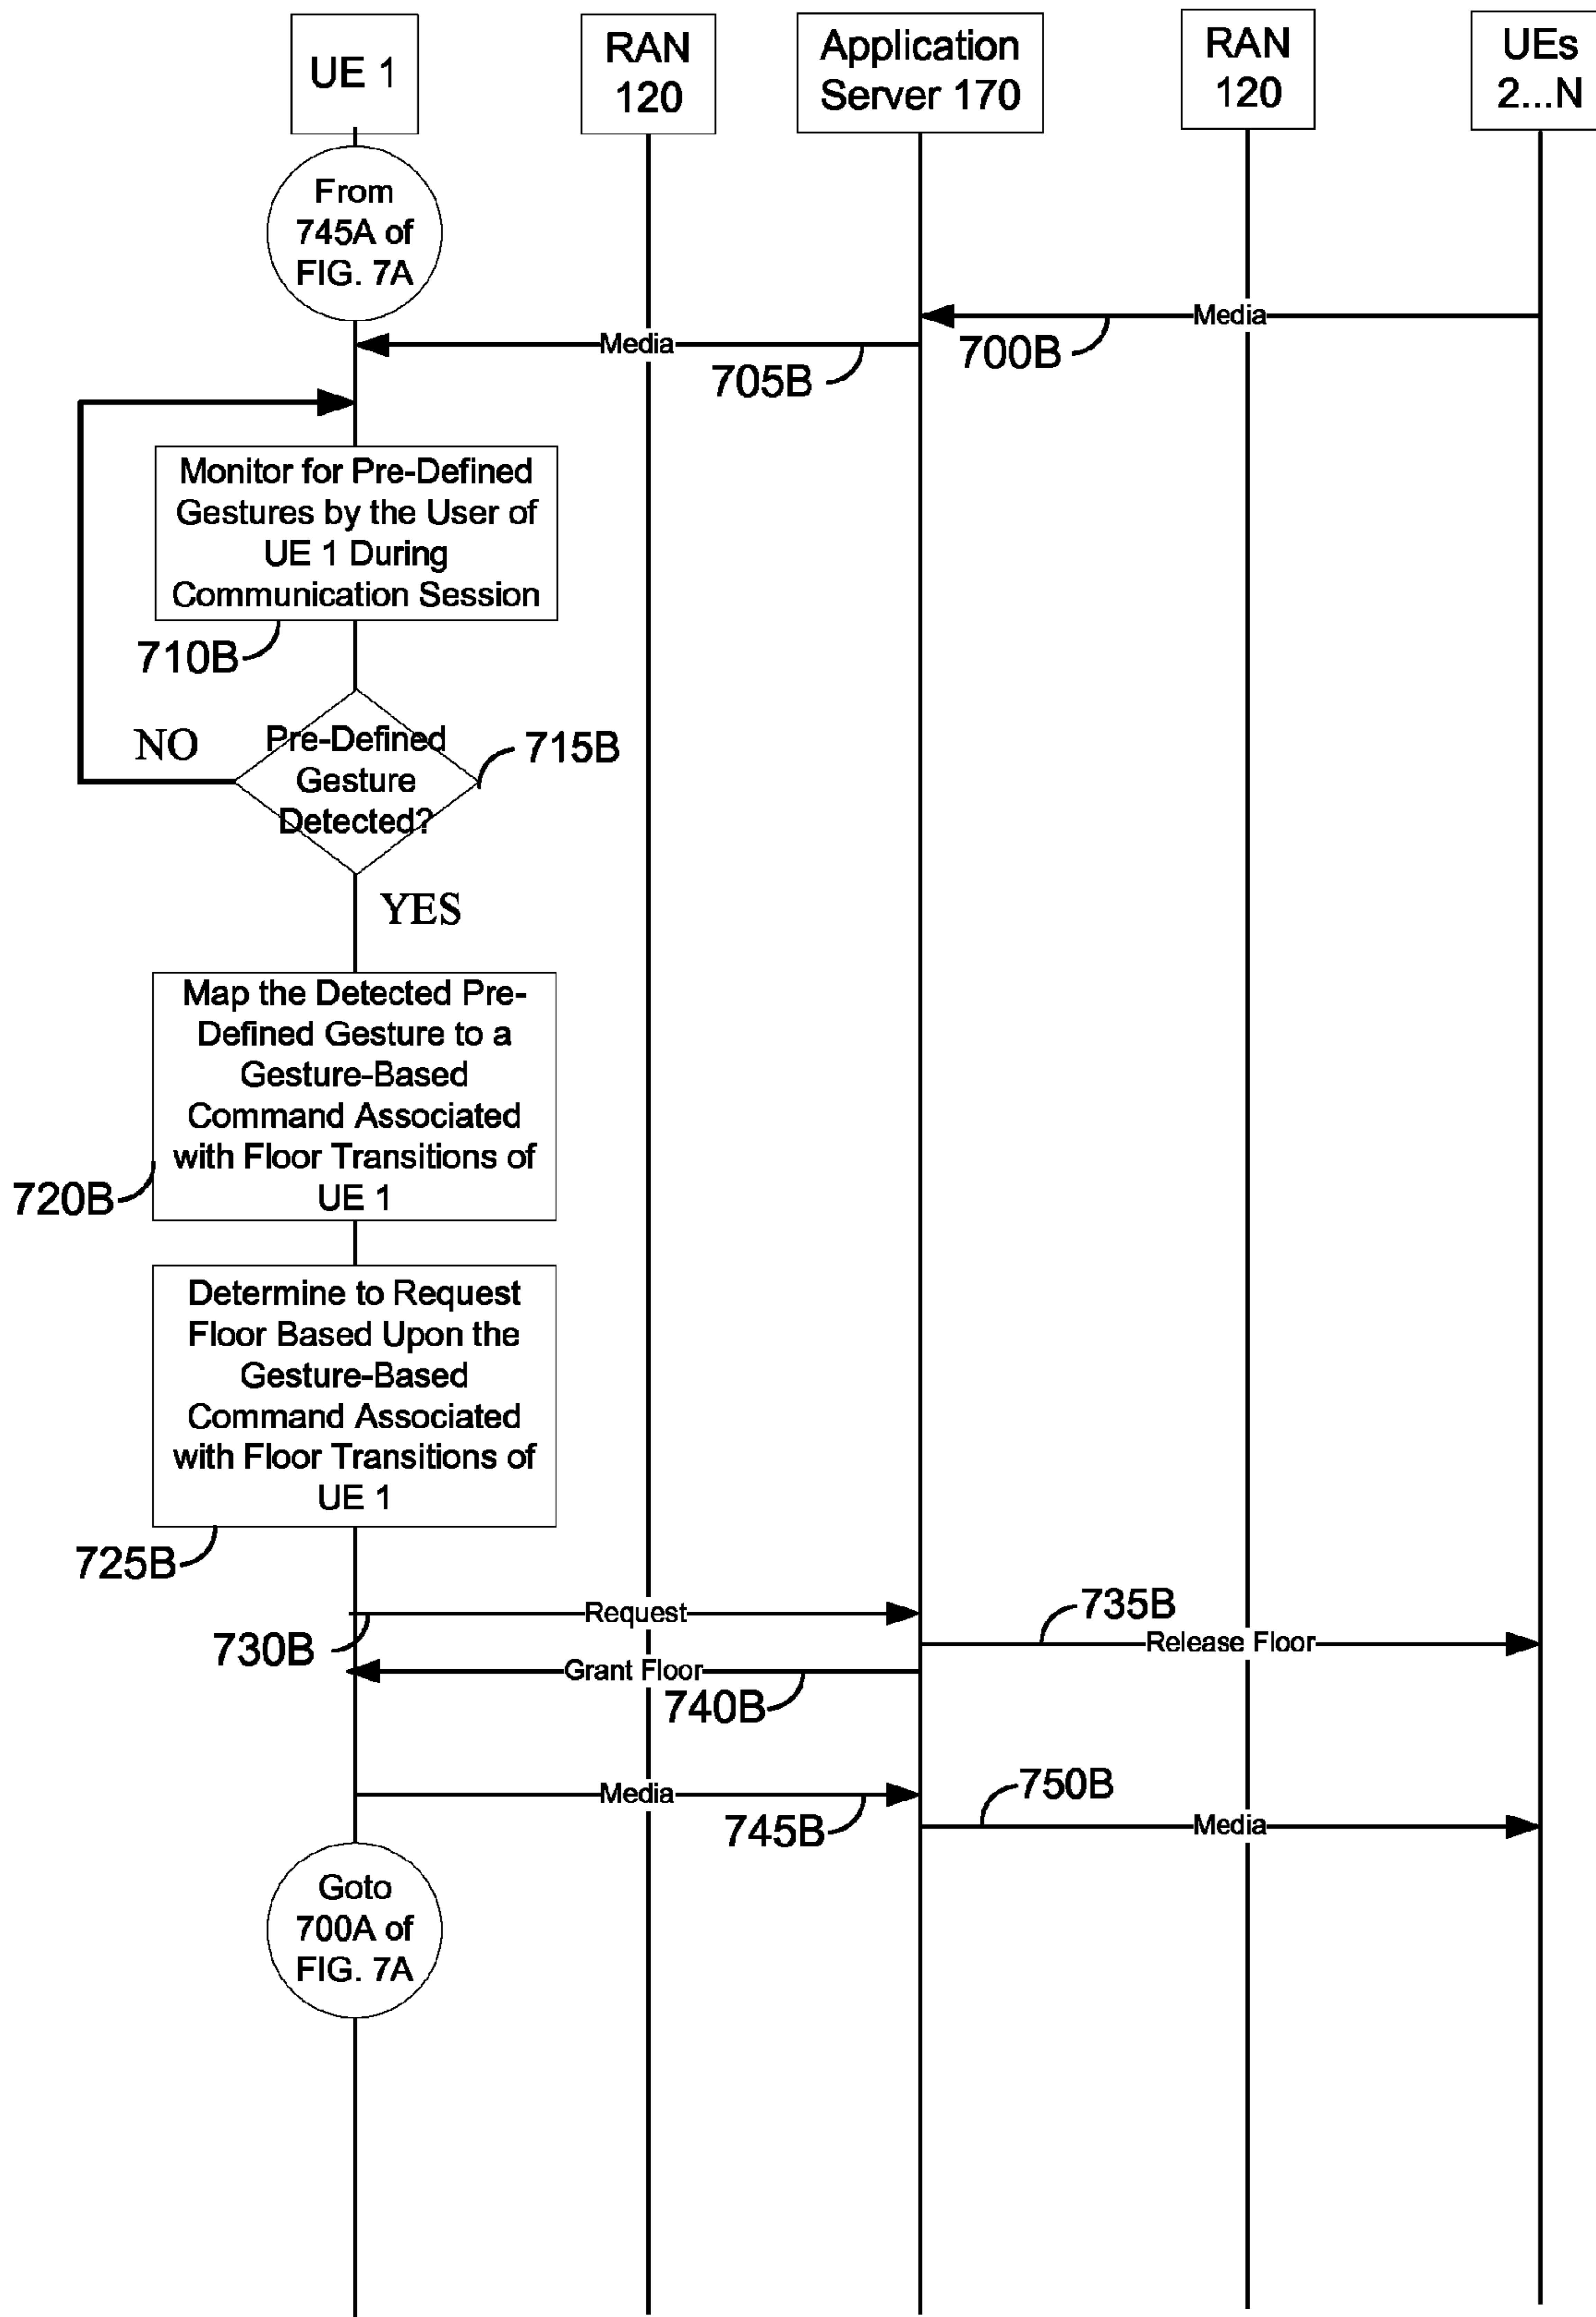 UE 1
RAN
120
Application
Server 170
RAN
120
UEs
2...N
From
745A of
FIG. 7A
Media
700B
Media
705B
Monitor for Pre-Defined
Gestures by the User of
UE 1 During
Communication Session
710B
NO
Pre-Defined
Gesture
Detected?
715B
YES
Map the Detected Pre-
Defined Gesture to a
Gesture-Based
Command Associated
with Floor Transitions of
UE 1
720B
Determine to Request
Floor Based Upon the
Gesture-Based
Command Associated
with Floor Transitions of
UE 1
725B
Request
730B
735B
Release Floor
Grant Floor
740B
Media
745B
750B
Media
Goto
700A of
FIG. 7A